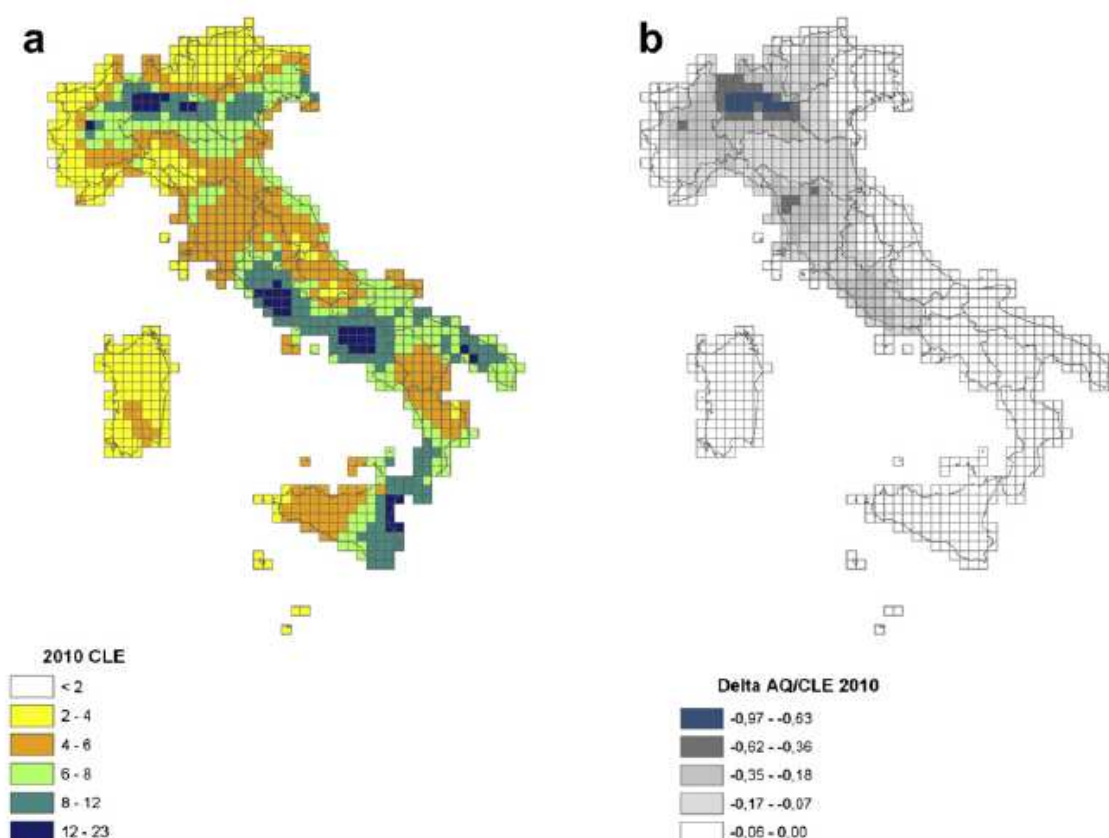 a
b
2010 CLE
< 2
2 - 4
4 - 6
6 - 8
8 - 12
12 - 23
Delta AQ/CLE 2010
-0,97 - -0,63
-0,62 - -0,36
-0,35 - -0,18
-0,17 - -0,07
-0,06 - 0,00